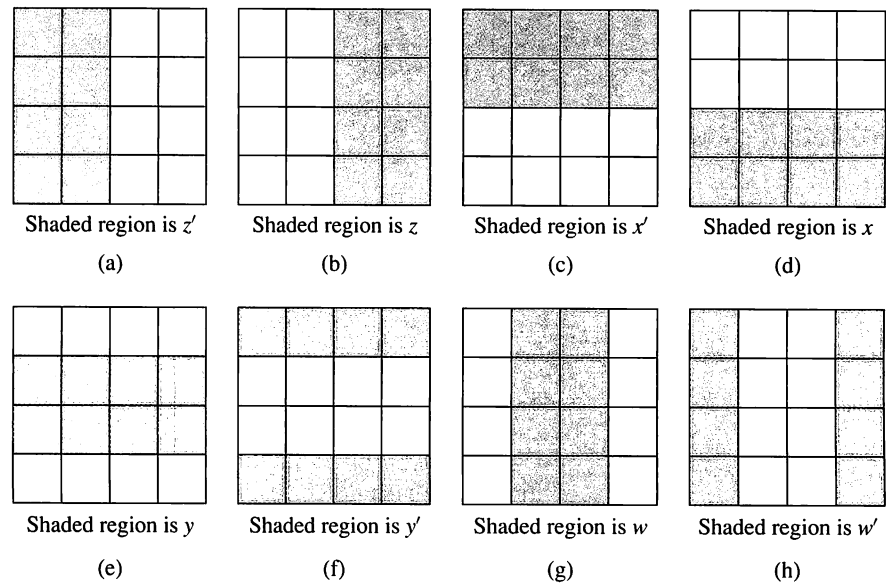 Shaded region is z′
Shaded region is z
Shaded region is x′
Shaded region is x
(a)
(b)
(c)
(d)
Shaded region is y
Shaded region is y′
Shaded region is w
Shaded region is w′
(e)
(f)
(g)
(h)